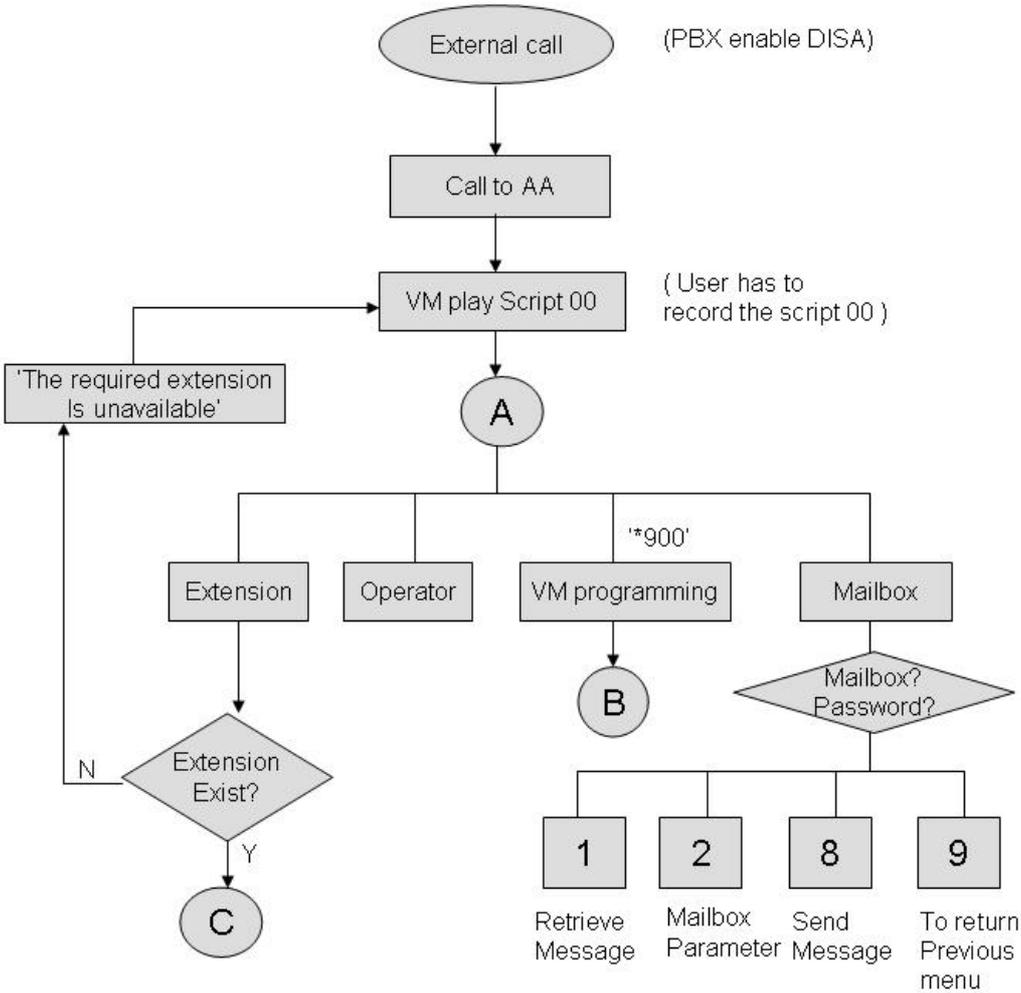 External call
(PBX enable DISA)
Call to AA
VM play Script 00
( User has to
record the script 00 )
'The required extension
Is unavailable'
A
'*900'
Extension
Operator
VM programming
Mailbox
Mailbox?
Password?
B
N
Extension
Exist?
Y
C
1
2
8
9
Retrieve
Message
Mailbox
Parameter
Send
Message
To return
Previous
menu